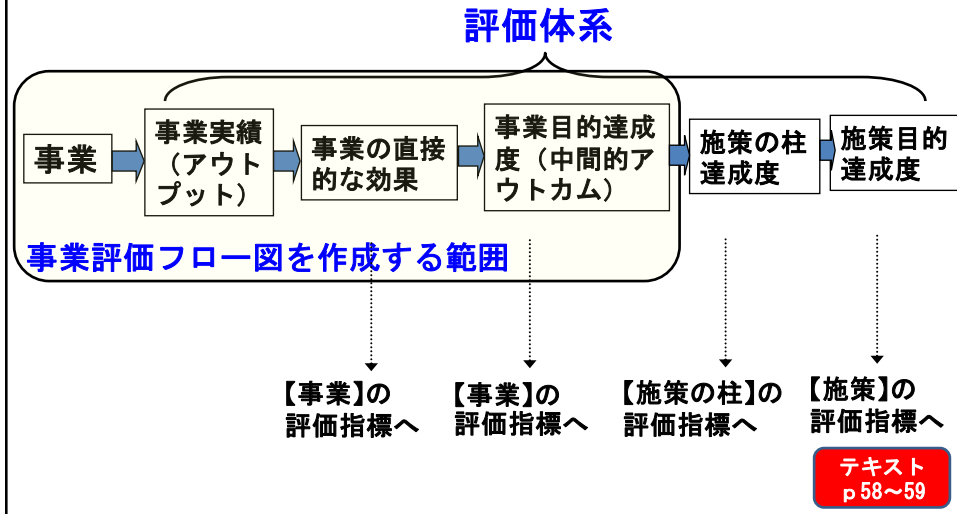 評価体系
事業
事業実績
（アウト
プット）
事業の直接
的な効果
事業目的達成
度（中間的ア
ウトカム）
施策の柱
達成度
施策目的
達成度
事業評価フロー図を作成する範囲
【事業】の
評価指標へ
【事業】の
評価指標へ
【施策の柱】の
評価指標へ
【施策】の
評価指標へ
テキスト
ｐ58～59